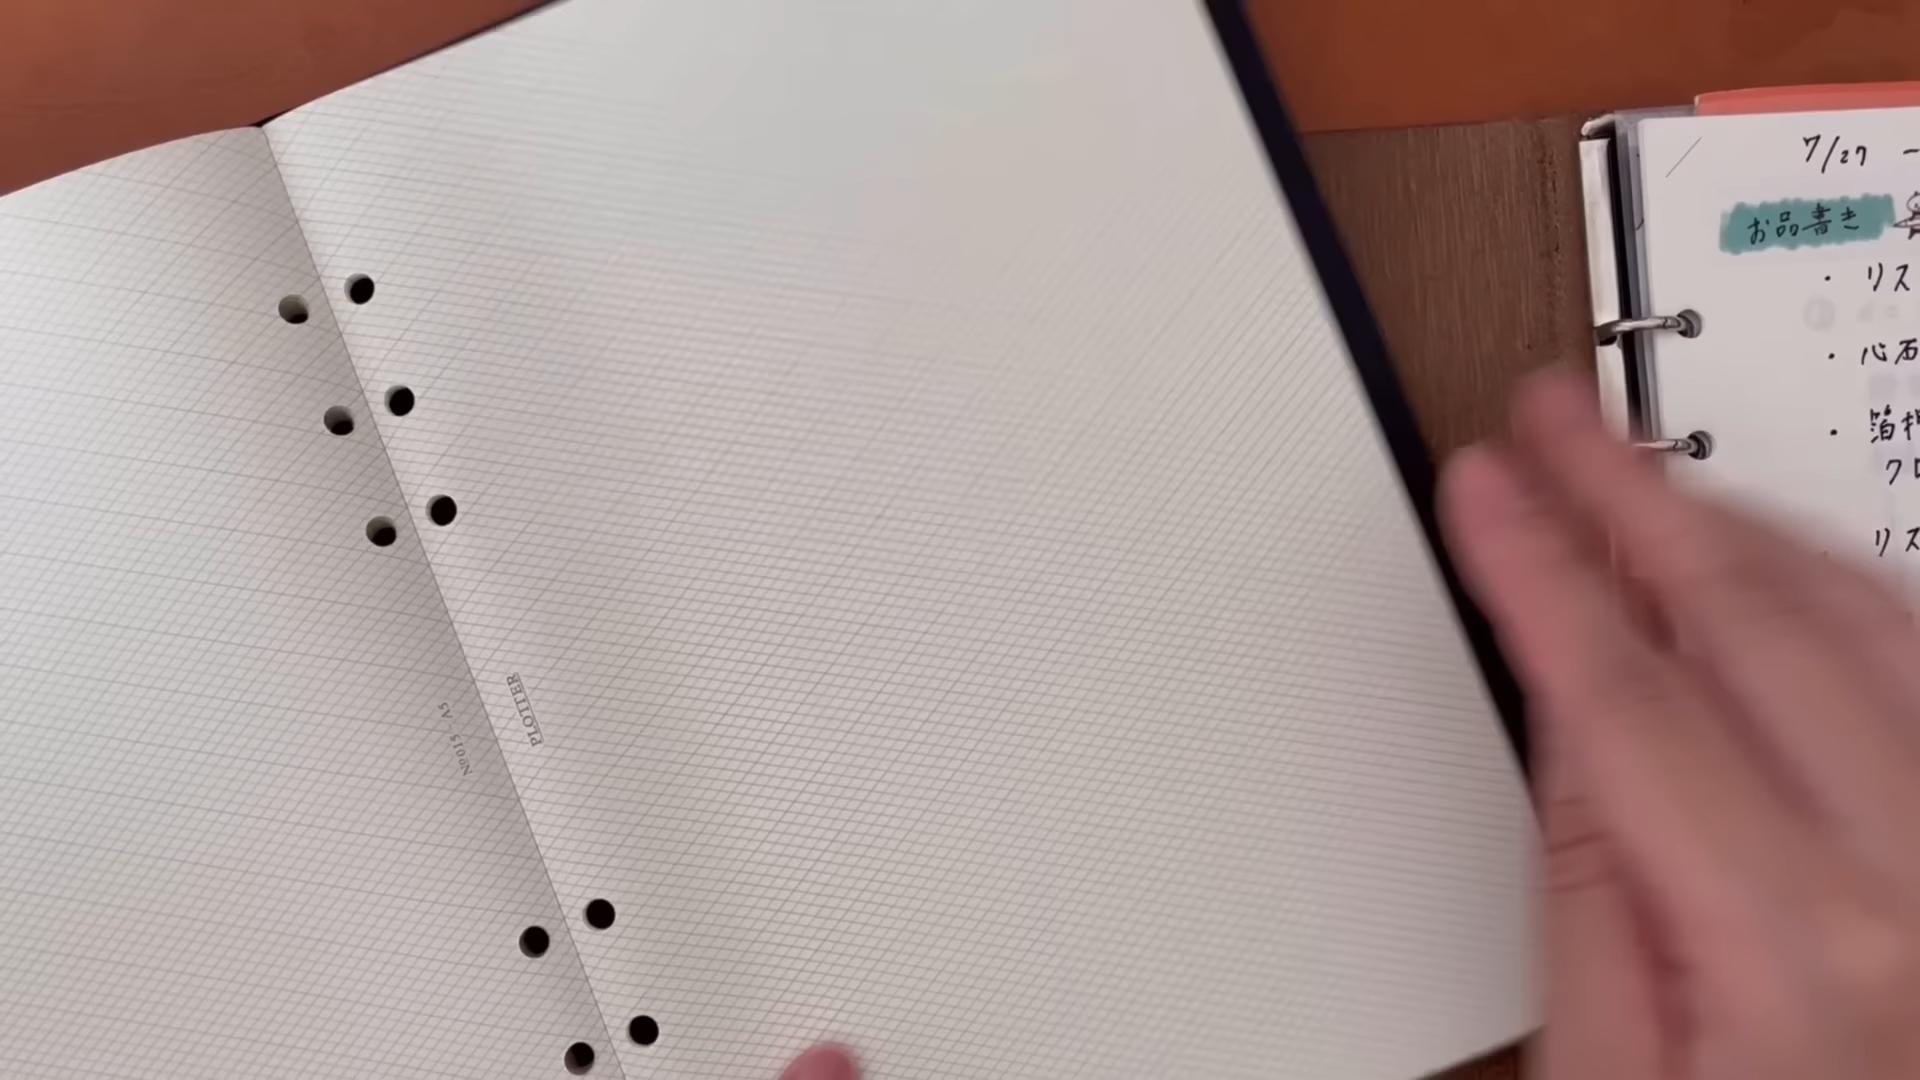 PLOTTER
Nº015 - A5
7/27
お品書き
・ リス
・ 心石
・ 箔押
クロ
リス